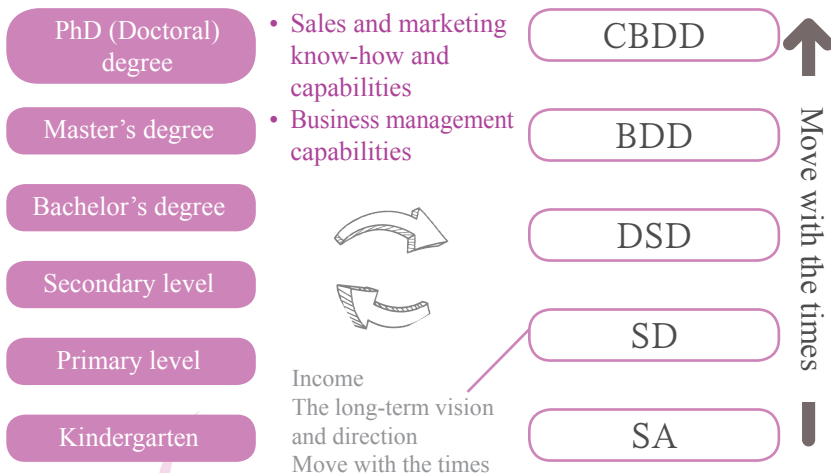 PhD (Doctoral)
degree
Master's degree
Bachelor's degree
Secondary level
Primary level
Kindergarten
• Sales and marketing
know-how and
capabilities
• Business management
capabilities
Income
The long-term vision
and direction
Move with the times
CBDD
BDD
DSD
SD
SA
Move with the times